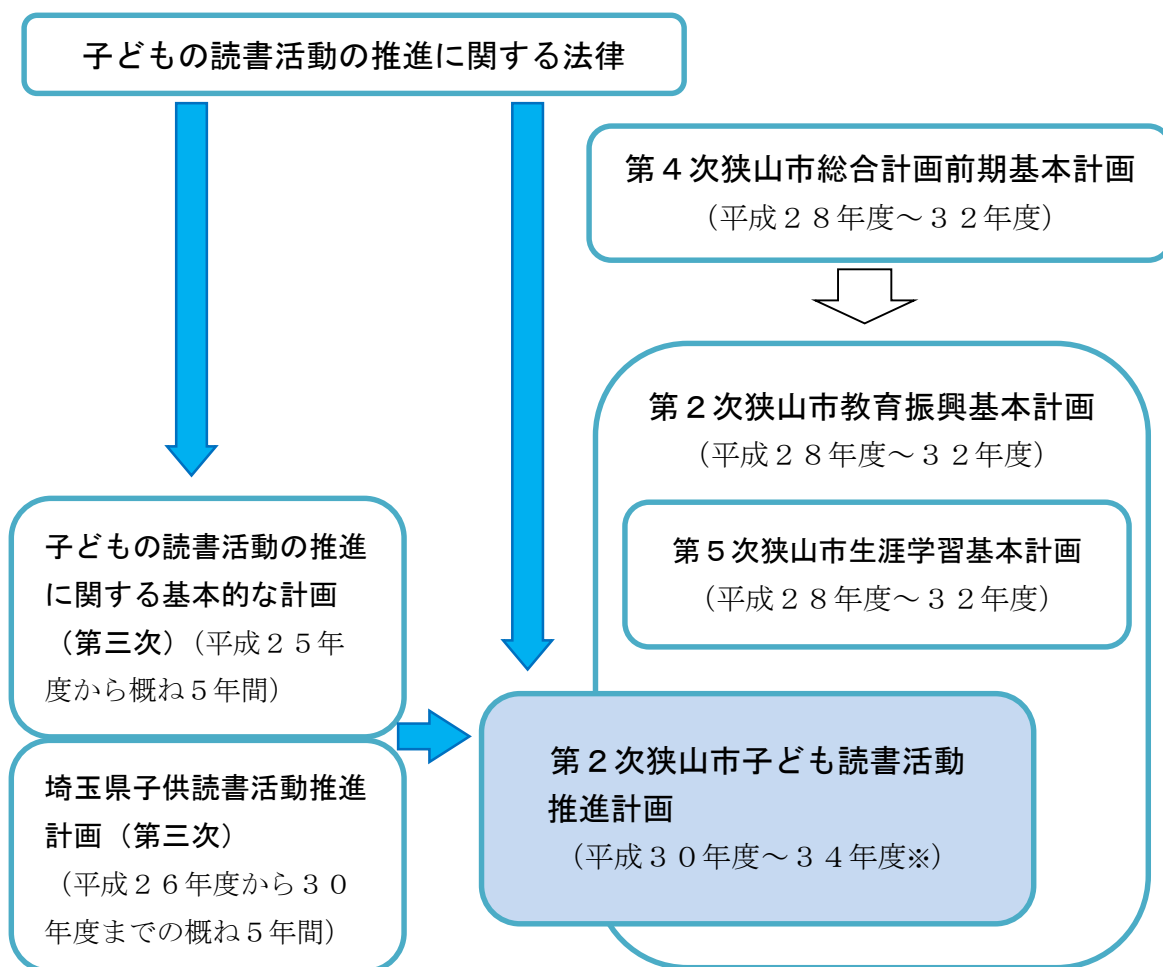 子どもの読書活動の推進に関する法律
第４次狭山市総合計画前期基本計画
（平成２８年度～３２年度）
第２次狭山市教育振興基本計画
（平成２８年度～３２年度）
第５次狭山市生涯学習基本計画
（平成２８年度～３２年度）
子どもの読書活動の推進
に関する基本的な計画
（第三次）（平成２５年
度から概ね５年間）
埼玉県子供読書活動推進
計画（第三次）
（平成２６年度から３０
年度までの概ね５年間）
第２次狭山市子ども読書活動
推進計画
（平成３０年度～３４年度※）